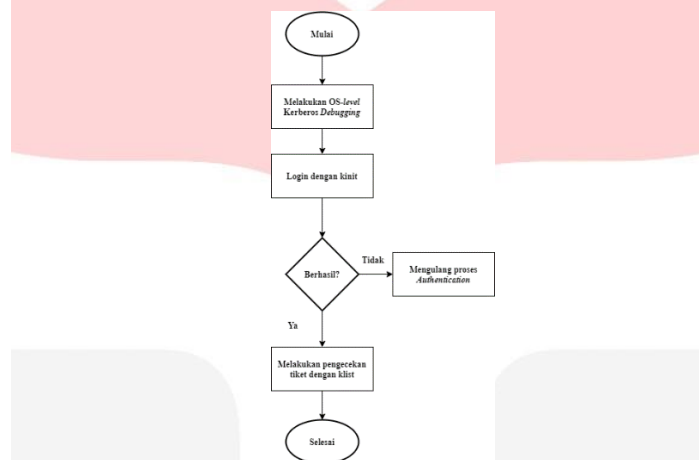 Mulai
Melakukan OS-level
Kerberos Debugging
Login dengan kinit
Berhasil?
Tidak
Mengulang proses
Authentication
Ya
Melakukan pengecekan
tiket dengan klist
Selesai